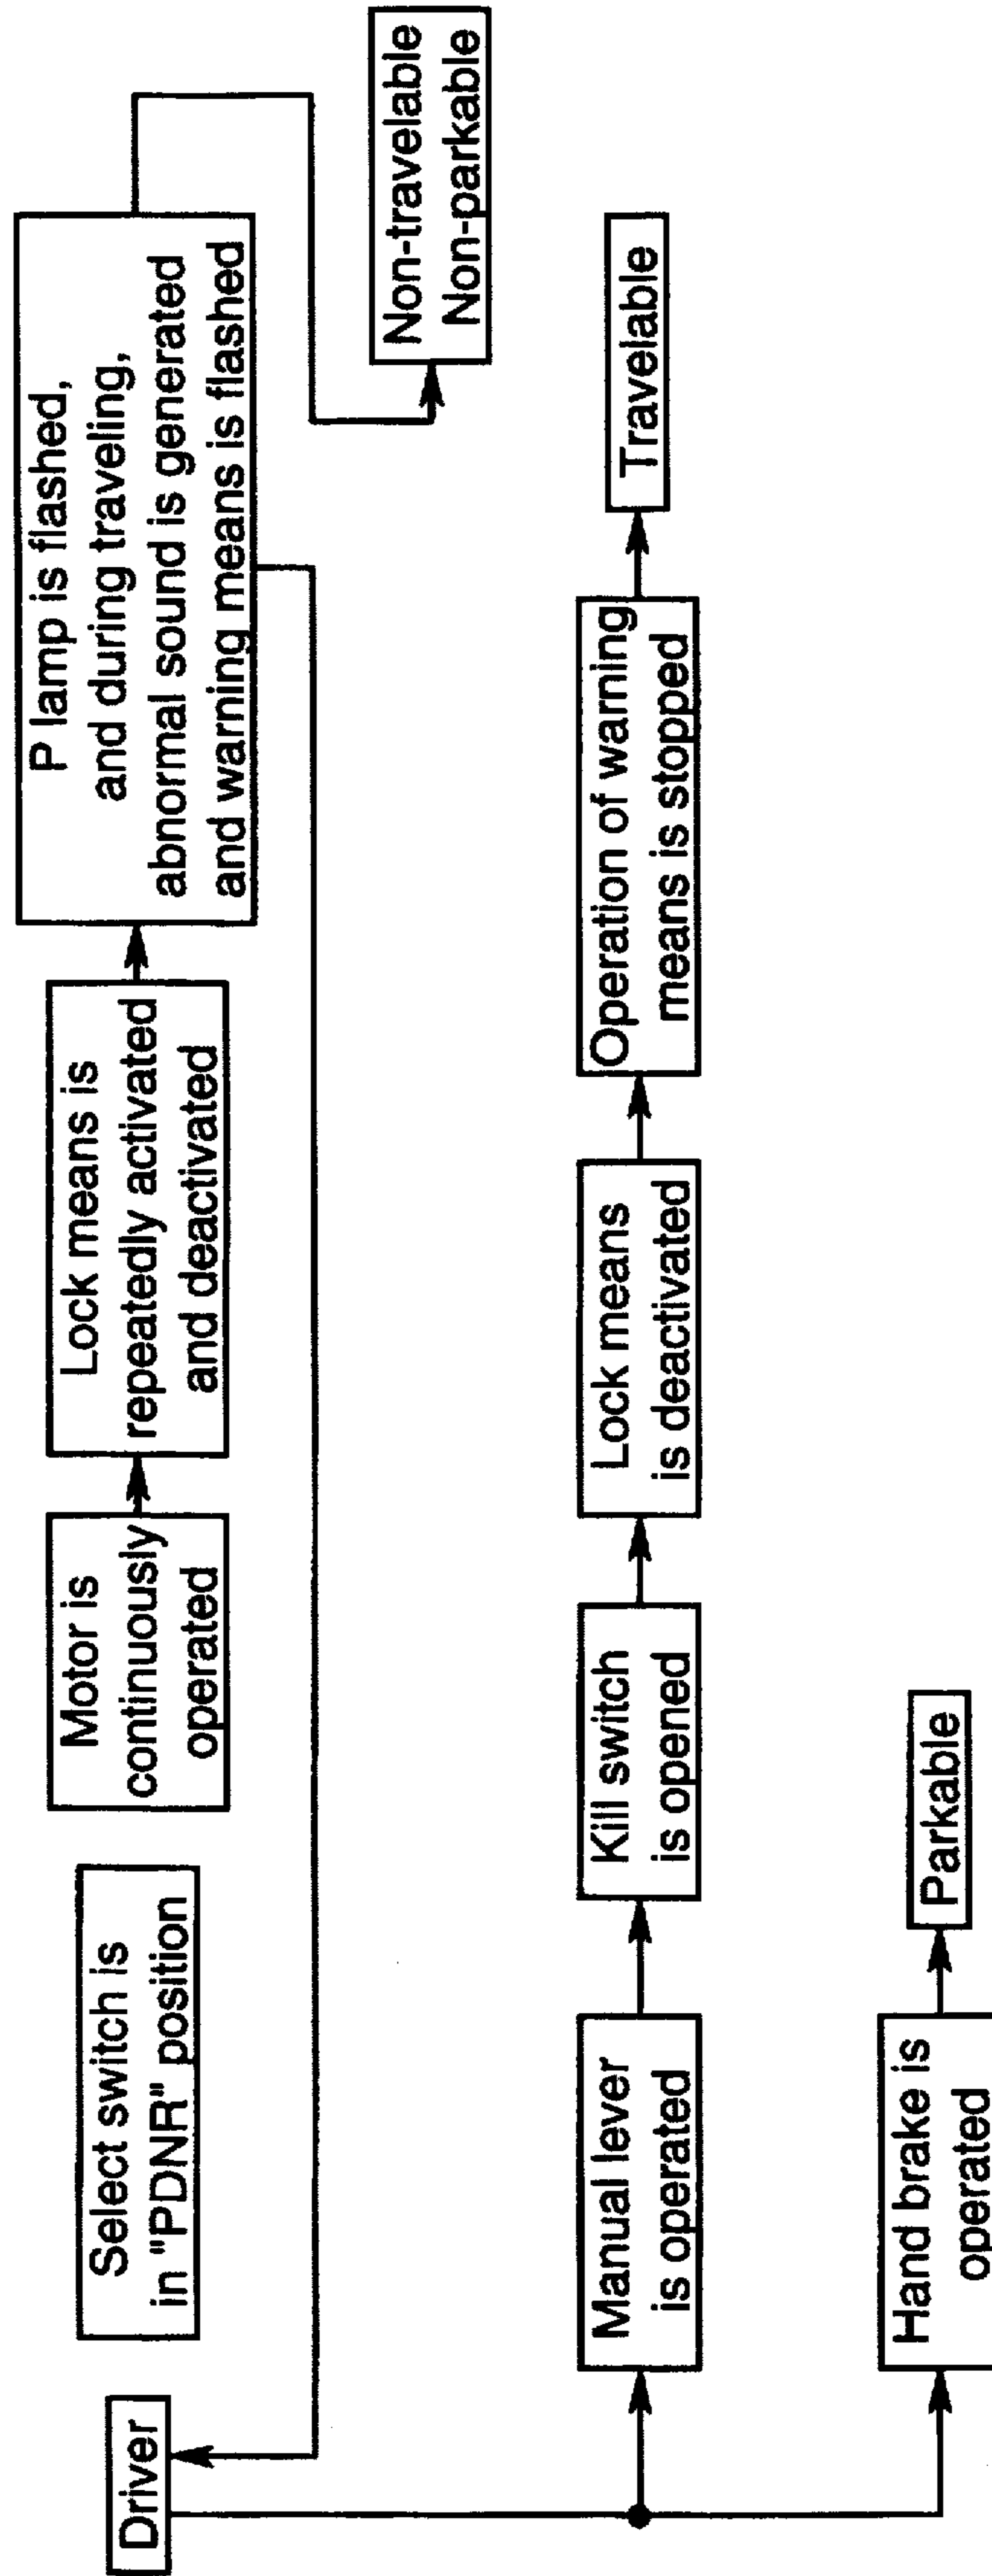 Driver
Select switch is
in "PDNR" position
Motor is
continuously
operated
Lock means is
repeatedly activated
and deactivated
P lamp is flashed,
and during traveling,
abnormal sound is generated
and warning means is flashed
Non-travelable
Non-parkable
Manual lever
is operated
Kill switch
is opened
Lock means
is deactivated
Operation of warning
means is stopped
Travelable
Hand brake is
operated
Parkable